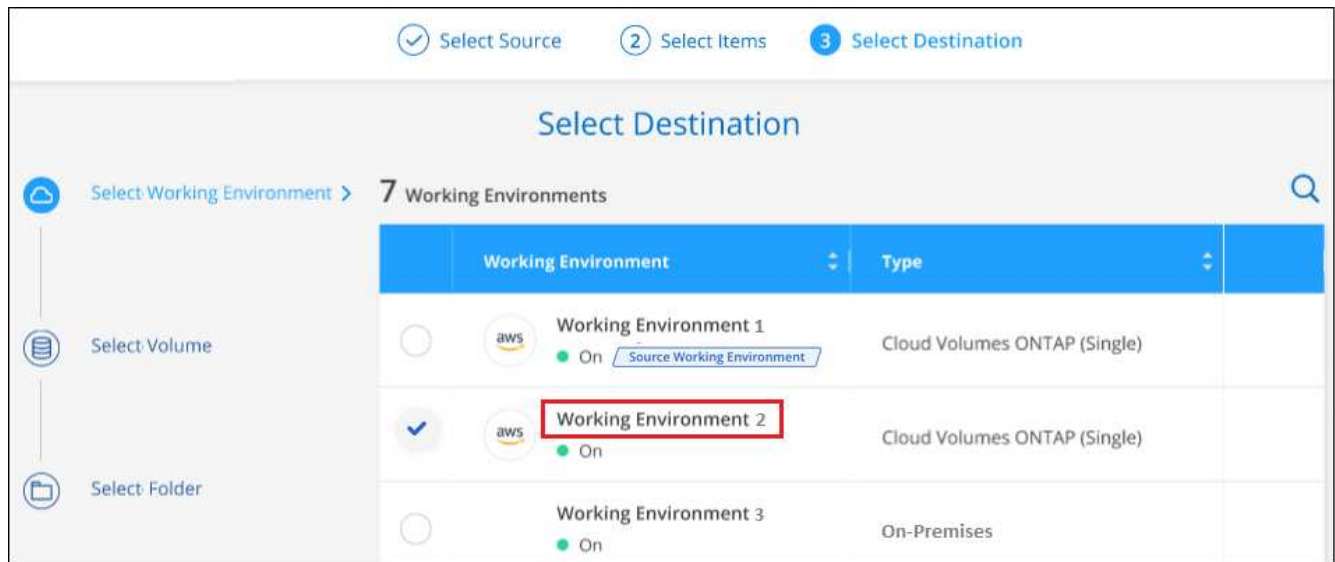 Select Source 2 Select Items 3 Select Destination
Select Destination
Select Working Environment > 7 Working Environments
Working Environment Type
aws Working Environment 1 Cloud Volumes ONTAP (Single)
On Source Working Environment
Select Volume
aws Working Environment 2 Cloud Volumes ONTAP (Single)
On
Select Folder
Working Environment 3 On-Premises
On